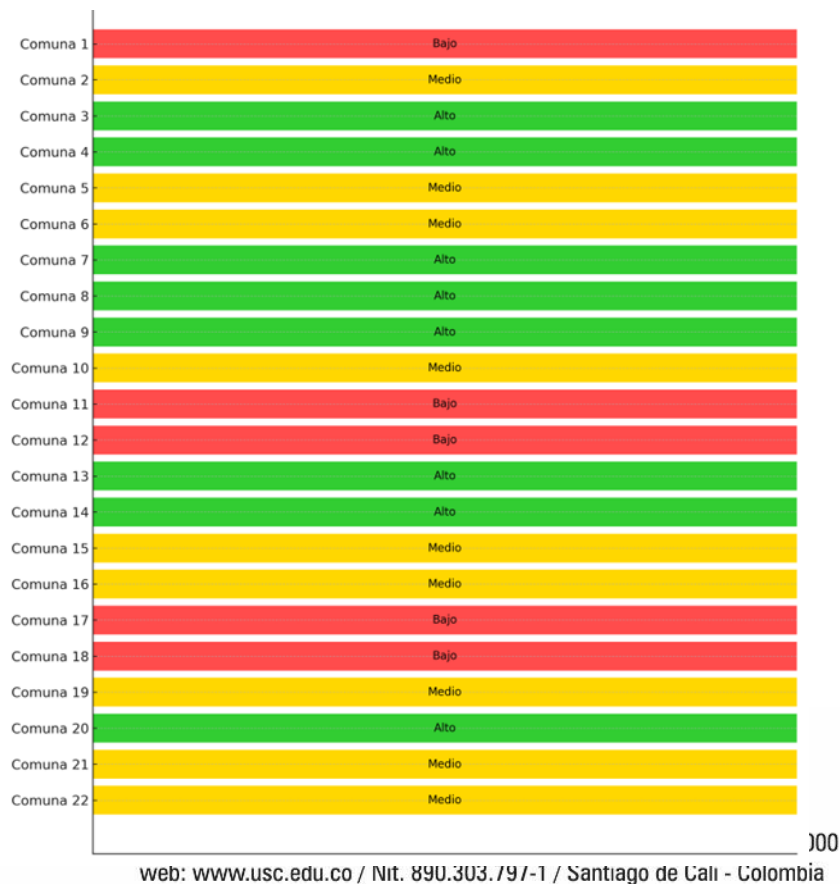 Comuna 1 Bajo
Comuna 2 Medio
Comuna 3 Alto
Comuna 4 Alto
Comuna 5 Medio
Comuna 6 Medio
Comuna 7 Alto
Comuna 8 Alto
Comuna 9 Alto
Comuna 10 Medio
Comuna 11 Bajo
Comuna 12 Bajo
Comuna 13 Alto
Comuna 14 Alto
Comuna 15 Medio
Comuna 16 Medio
Comuna 17 Bajo
Comuna 18 Bajo
Comuna 19 Medio
Comuna 20 Alto
Comuna 21 Medio
Comuna 22 Medio
000
web: www.usc.edu.co / Nit. 890.303.797-1 / Santiago de Cali - Colombia